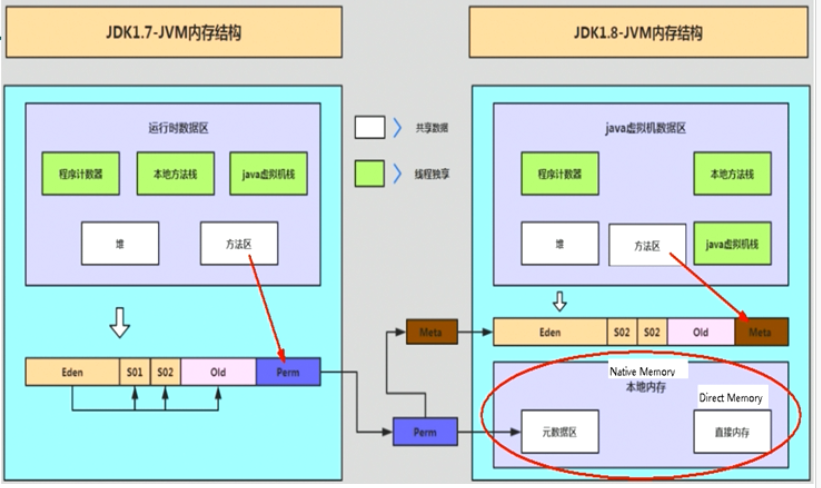 JDK1.7-JVM内存结构
JDK1.8-JVM内存结构
运行时数据区
程序计数器
本地方法栈
java虚拟机栈
堆
方法区
Eden
S01
S02
Old
Perm
共享数据
线程独享
Meta
Perm
java虚拟机数据区
程序计数器
本地方法栈
堆
方法区
java虚拟机栈
Eden
S02
S02
Old
Meta
Native Memory
本地内存
Direct Memory
元数据区
直接内存